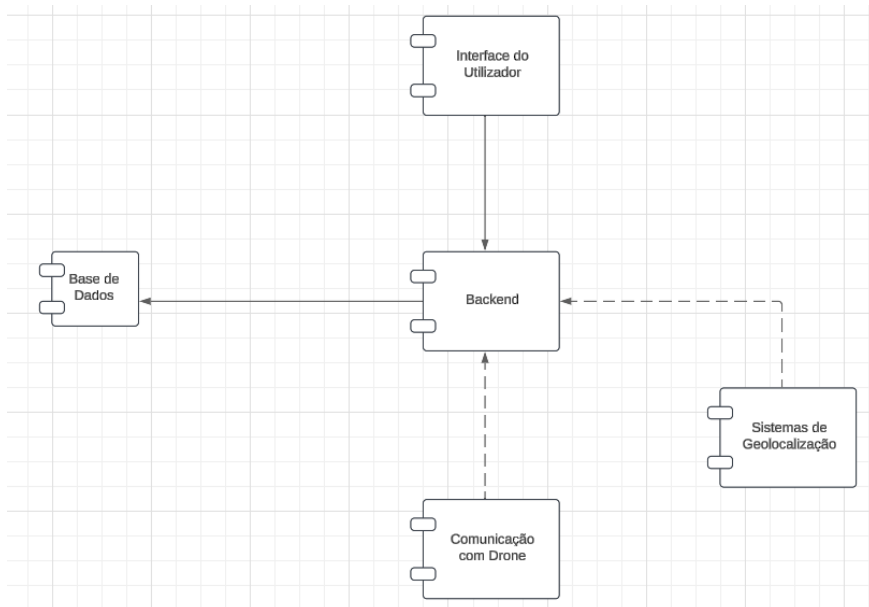 Interface do
Utilizador
Base de
Dados
Backend
Sistemas de
Geolocalização
Comunicação
com Drone